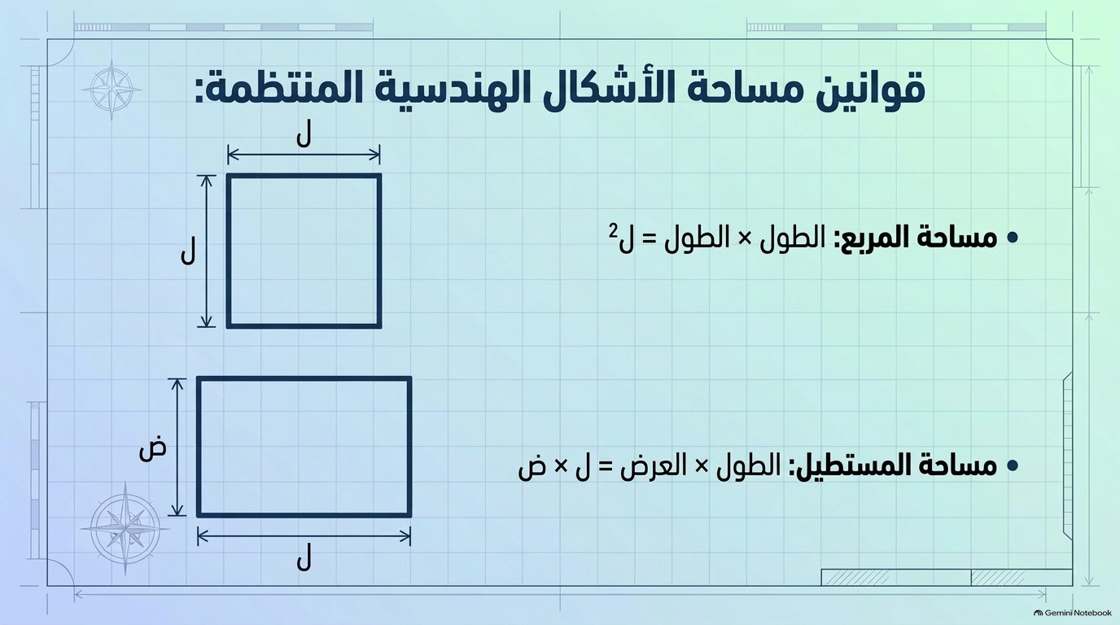 قوانين مساحة الأشكال الهندسية المنتظمة:
ل
ل
• مساحة المربع: الطول × الطول = ل²
ض
• مساحة المستطيل: الطول × العرض = ل × ض
ل
Gemini Notebook